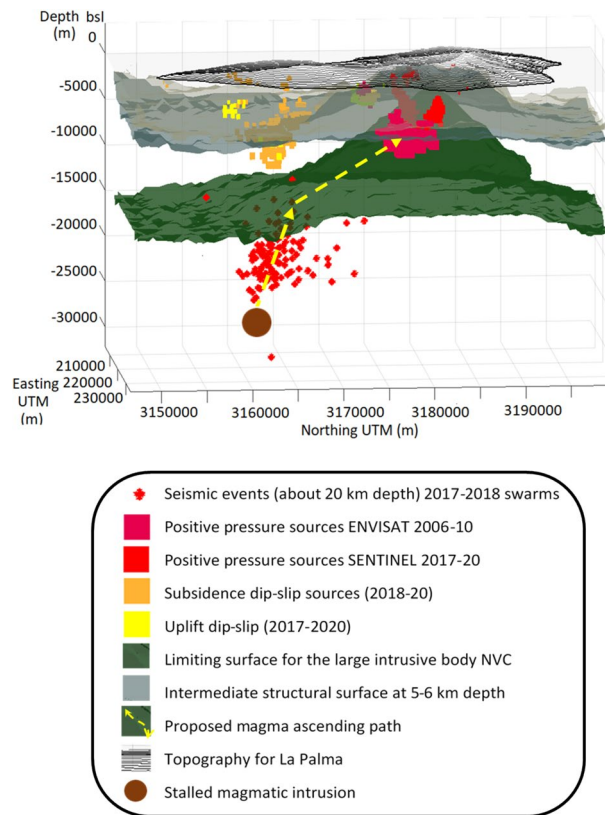 Depth bsl
(m)
0
-5000
-10000
-15000
-20000
-25000
-30000
210000
Easting 220000
UTM 230000
(m)
3150000 3160000 3170000 3180000 3190000
Northing UTM (m)
Seismic events (about 20 km depth) 2017-2018 swarms
Positive pressure sources ENVISAT 2006-10
Positive pressure sources SENTINEL 2017-20
Subsidence dip-slip sources (2018-20)
Uplift dip-slip (2017-2020)
Limiting surface for the large intrusive body NVC
Intermediate structural surface at 5-6 km depth
Proposed magma ascending path
Topography for La Palma
Stalled magmatic intrusion